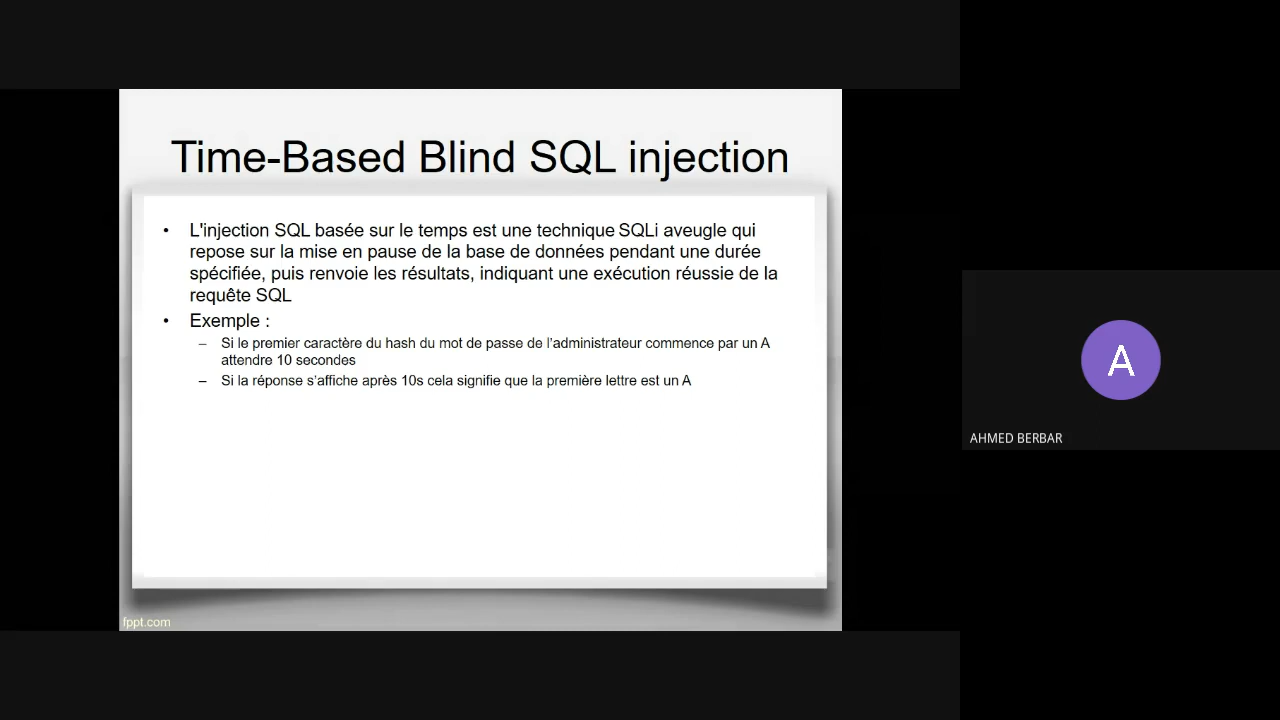 Time-Based Blind SQL injection
• L'injection SQL basée sur le temps est une technique SQLi aveugle qui
repose sur la mise en pause de la base de données pendant une durée
spécifiée, puis renvoie les résultats, indiquant une exécution réussie de la
requête SQL
• Exemple :
– Si le premier caractère du hash du mot de passe de l’administrateur commence par un A
attendre 10 secondes
– Si la réponse s’affiche après 10s cela signifie que la première lettre est un A
fppt.com
A
AHMED BERBAR